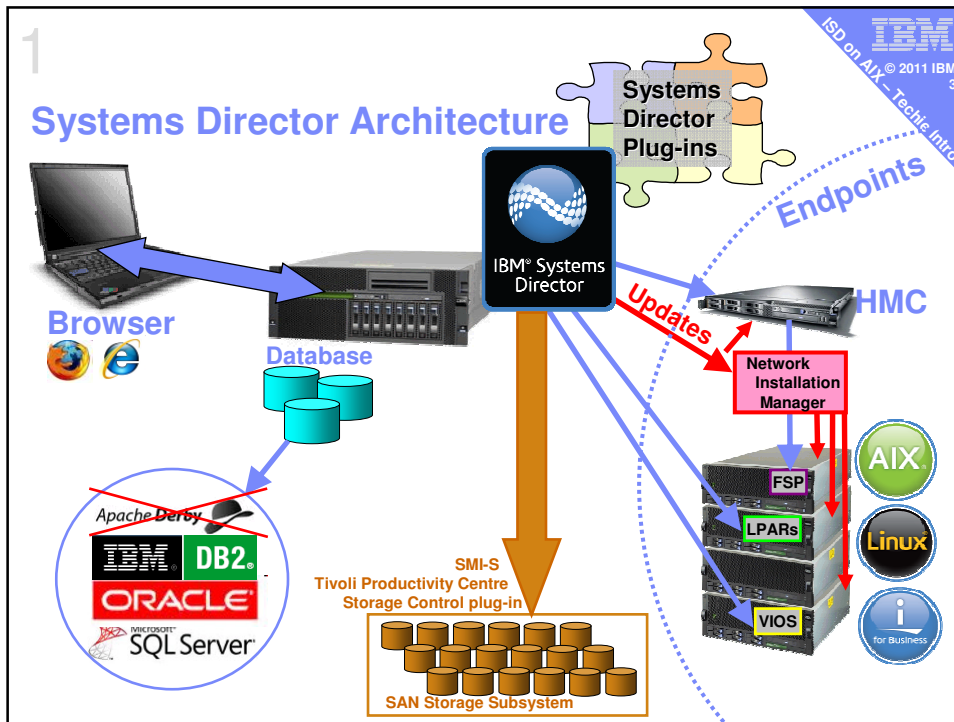 1
ISD on AIX – Techie Intro
IBM
© 2011 IBM
3
Systems Director Architecture
Systems
Director
Plug-ins
Endpoints
IBM® Systems
Director
Browser
Database
Updates
HMC
Network
Installation
Manager
FSP
LPARs
VIOS
AIX
Linux
i
for Business
Apache Derby
IBM
DB2
ORACLE
Microsoft
SQL Server
SMI-S
Tivoli Productivity Centre
Storage Control plug-in
SAN Storage Subsystem